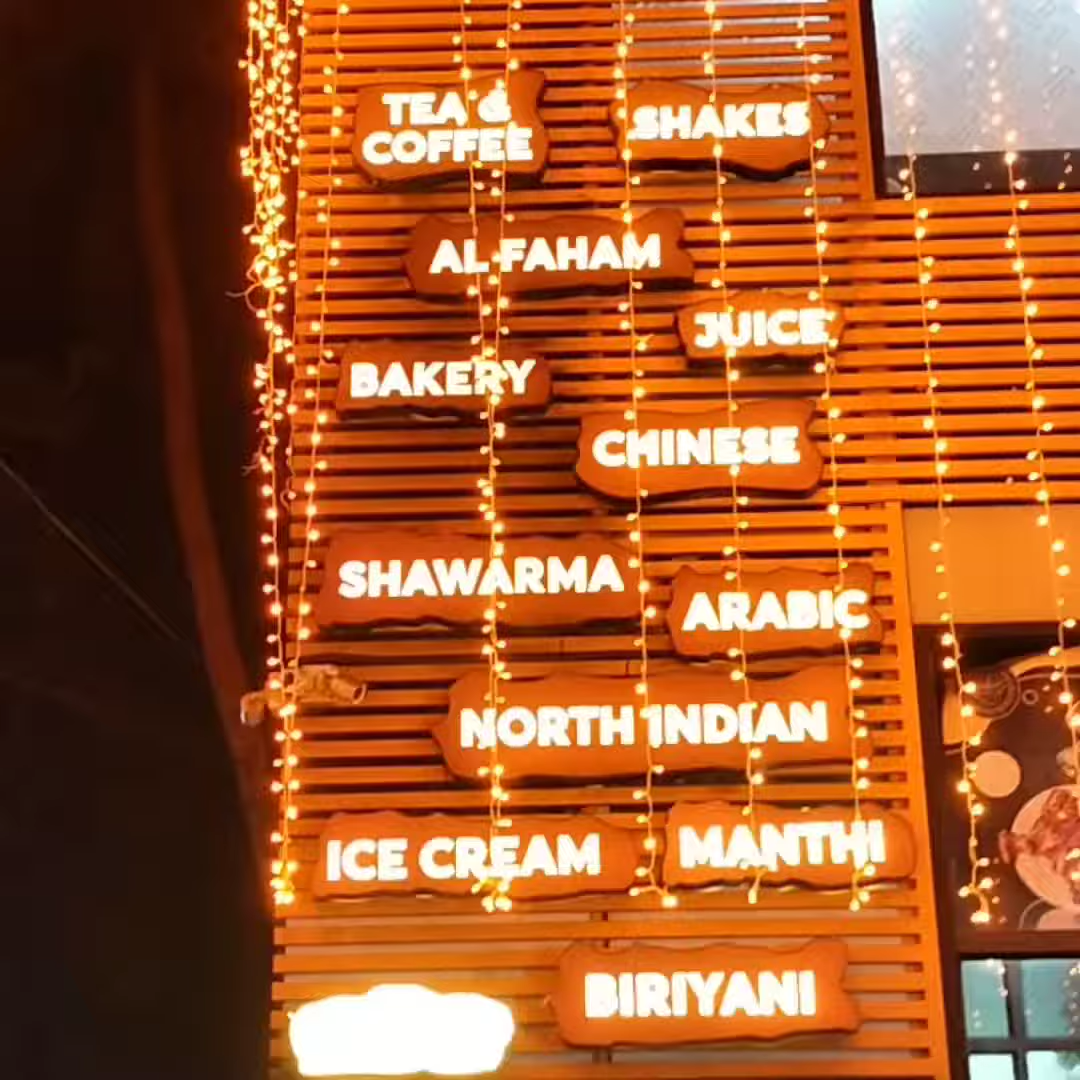 TEA &
COFFEE
SHAKES
AL FAHAM
JUICE
BAKERY
CHINESE
SHAWARMA
ARABIC
NORTH INDIAN
ICE CREAM
MANTHI
BIRIYANI